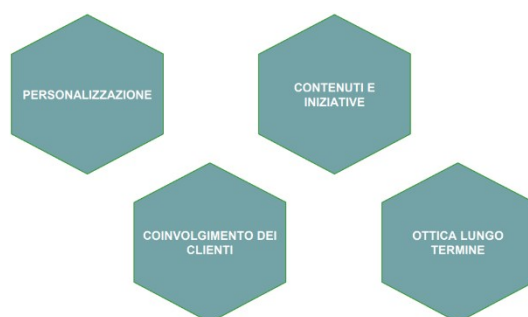 PERSONALIZZAZIONE
CONTENUTI E
INIZIATIVE
COINVOLGIMENTO DEI
CLIENTI
OTTICA LUNGO
TERMINE